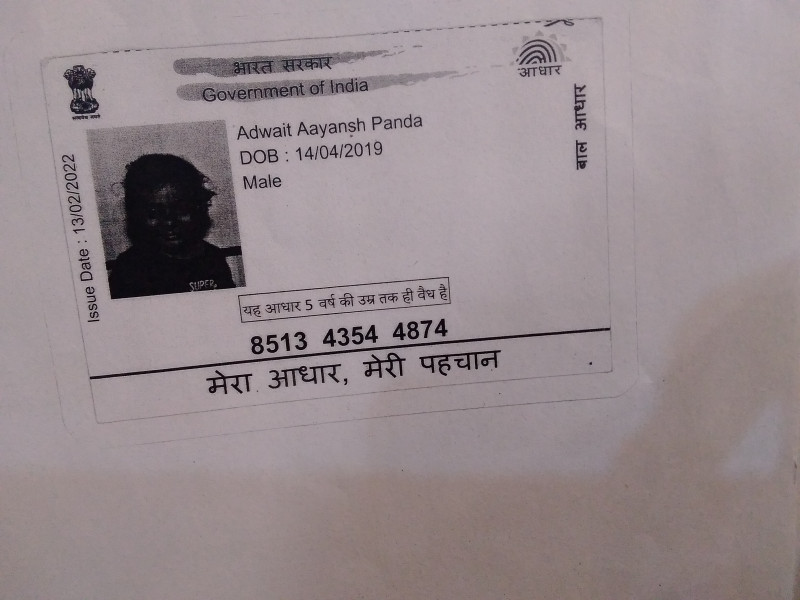 भारत सरकार
Government of India
आधार
बाल आधार
Issue Date : 13/02/2022
Adwait Aayansh Panda
DOB : 14/04/2019
Male
SUPER
यह आधार 5 वर्ष की उम्र तक ही वैध है
8513 4354 4874
मेरा आधार, मेरी पहचान